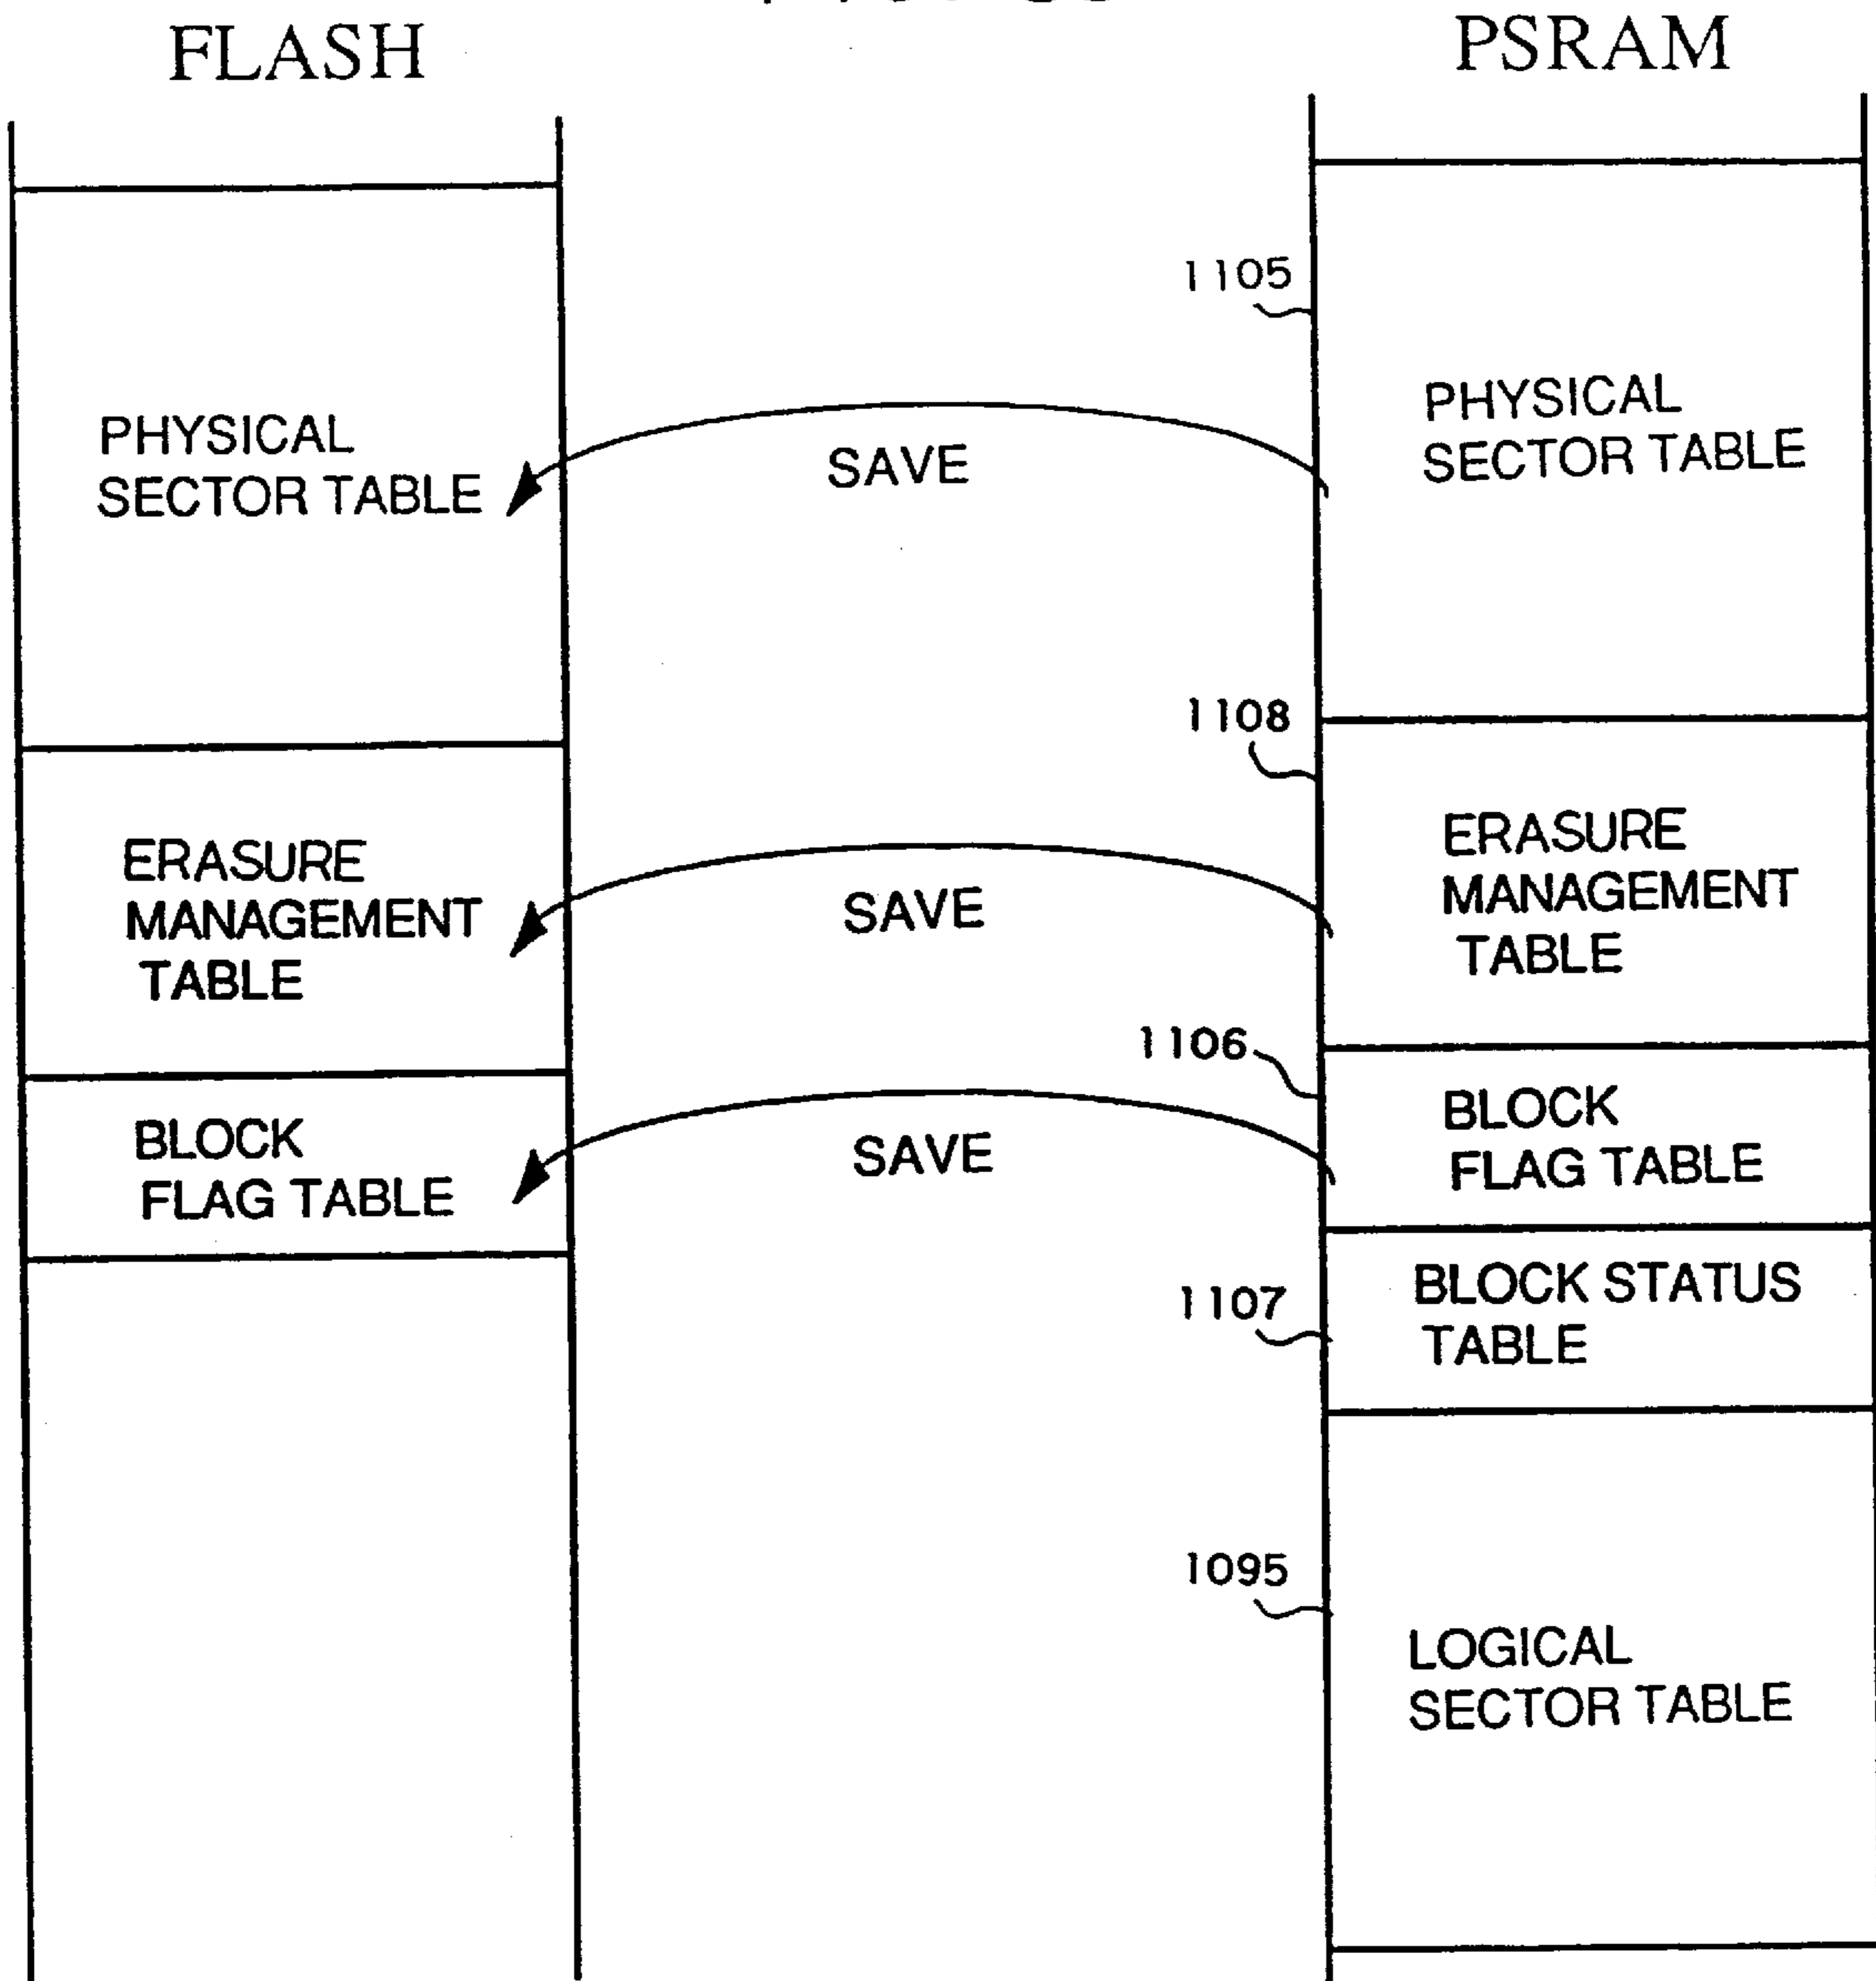 FLASH
PSRAM
1105
PHYSICAL
SECTOR TABLE
SAVE
PHYSICAL
SECTOR TABLE
1108
ERASURE
MANAGEMENT
TABLE
SAVE
ERASURE
MANAGEMENT
TABLE
1106
BLOCK
FLAG TABLE
SAVE
BLOCK
FLAG TABLE
1107
BLOCK STATUS
TABLE
1095
LOGICAL
SECTOR TABLE